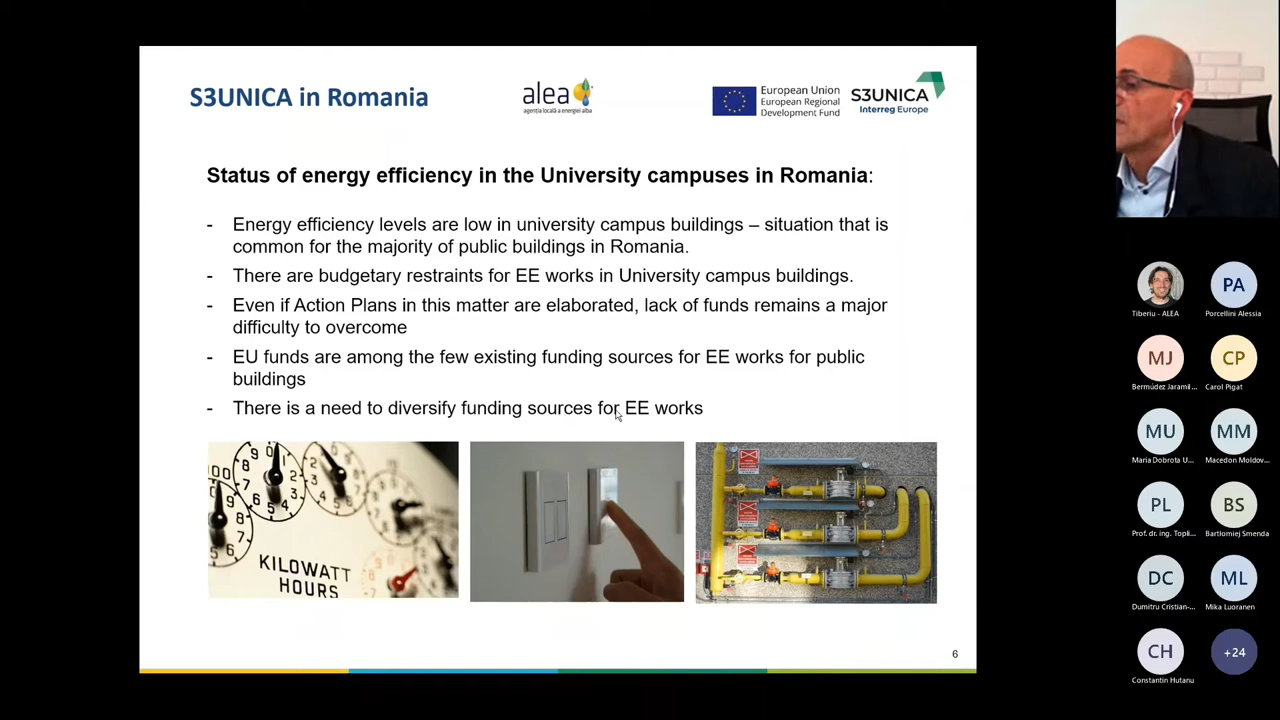 S3UNICA in Romania
alea
agenția locală a energiei alba
European Union
European Regional
Development Fund
S3UNICA
Interreg Europe
Status of energy efficiency in the University campuses in Romania:
- Energy efficiency levels are low in university campus buildings – situation that is
common for the majority of public buildings in Romania.
- There are budgetary restraints for EE works in University campus buildings.
- Even if Action Plans in this matter are elaborated, lack of funds remains a major
difficulty to overcome
- EU funds are among the few existing funding sources for EE works for public
buildings
- There is a need to diversify funding sources for EE works
KILOWATT
HOURS
6
Tiberiu - ALEA
PA
Porcellini Alessia
MJ
Bermúdez Jaramil...
CP
Carol Pigat
MU
Maria Dobrota U...
MM
Macedon Moldov...
PL
Prof. dr. ing. Topli...
BS
Bartlomiej Smenda
DC
Dumitru Cristian-...
ML
Mika Luoranen
CH
Constantin Hutanu
+24